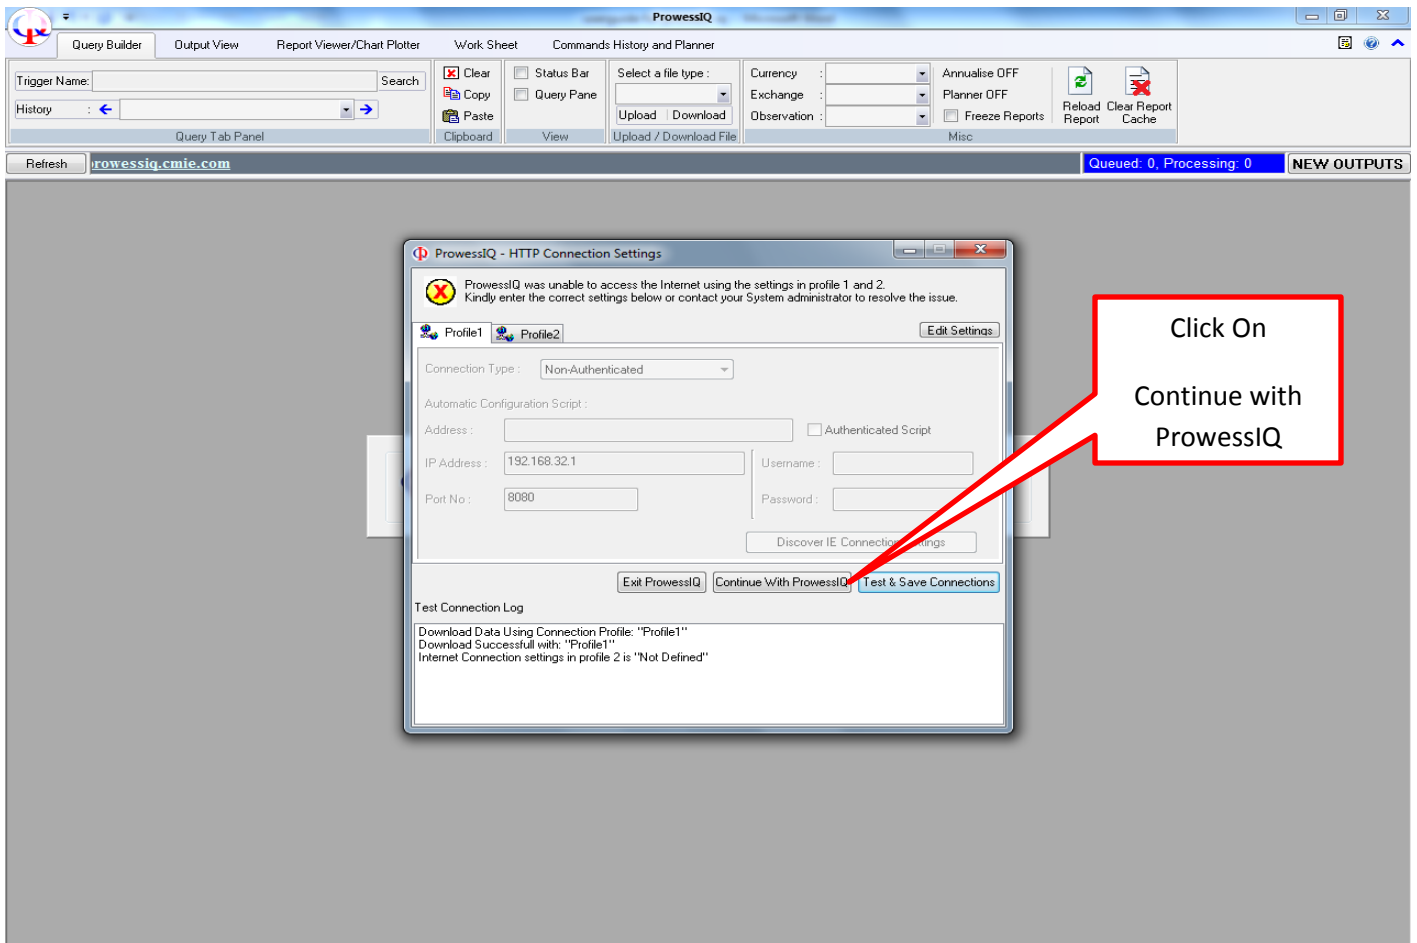 ProwessIQ
Query Builder Output View Report Viewer/Chart Plotter Work Sheet Commands History and Planner
Trigger Name: Search
History :
Query Tab Panel
Clear
Copy
Paste
Clipboard
Status Bar
Query Pane
View
Select a file type :
Upload Download
Upload / Download File
Currency :
Exchange :
Observation :
Annualise OFF
Planner OFF
Freeze Reports
Reload Report
Clear Report Cache
Misc
Refresh rowessiq.cmie.com Queued: 0, Processing: 0 NEW OUTPUTS
ProwessIQ - HTTP Connection Settings
ProwessIQ was unable to access the Internet using the settings in profile 1 and 2.
Kindly enter the correct settings below or contact your System administrator to resolve the issue.
Profile1 Profile2 Edit Settings
Connection Type : Non-Authenticated
Automatic Configuration Script :
Address : Authenticated Script
IP Address : 192.168.32.1 Username :
Port No : 8080 Password :
Discover IE Connection
Exit ProwessIQ Continue With ProwessIQ Test & Save Connections
Test Connection Log
Download Data Using Connection Profile: "Profile1"
Download Successfull with: "Profile1"
Internet Connection settings in profile 2 is "Not Defined"
Click On
Continue with
ProwessIQ